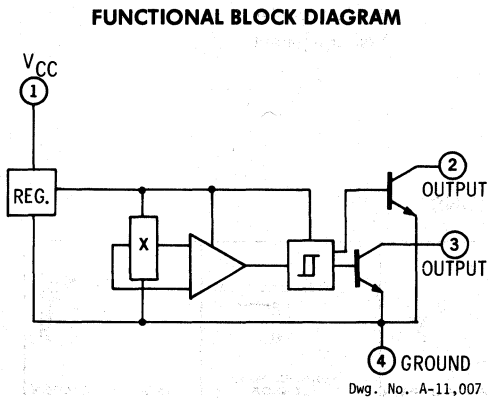 FUNCTIONAL BLOCK DIAGRAM
VCC
1
REG.
X
2
OUTPUT
3
OUTPUT
4 GROUND
Dwg. No. A-11,007